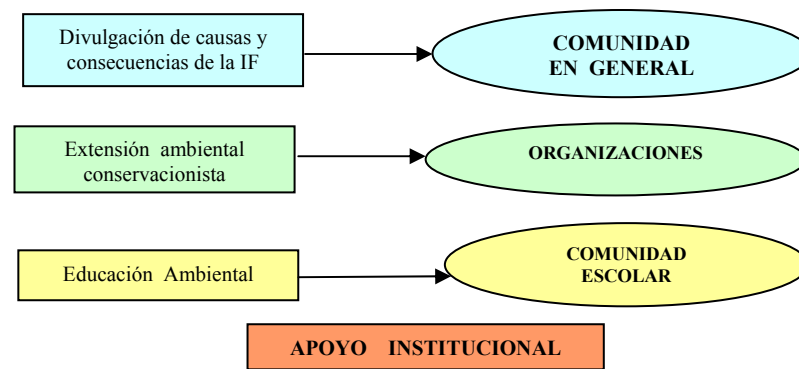 Divulgación de causas y
consecuencias de la IF
COMUNIDAD
EN GENERAL
Extensión ambiental
conservacionista
ORGANIZACIONES
Educación Ambiental
COMUNIDAD
ESCOLAR
APOYO INSTITUCIONAL